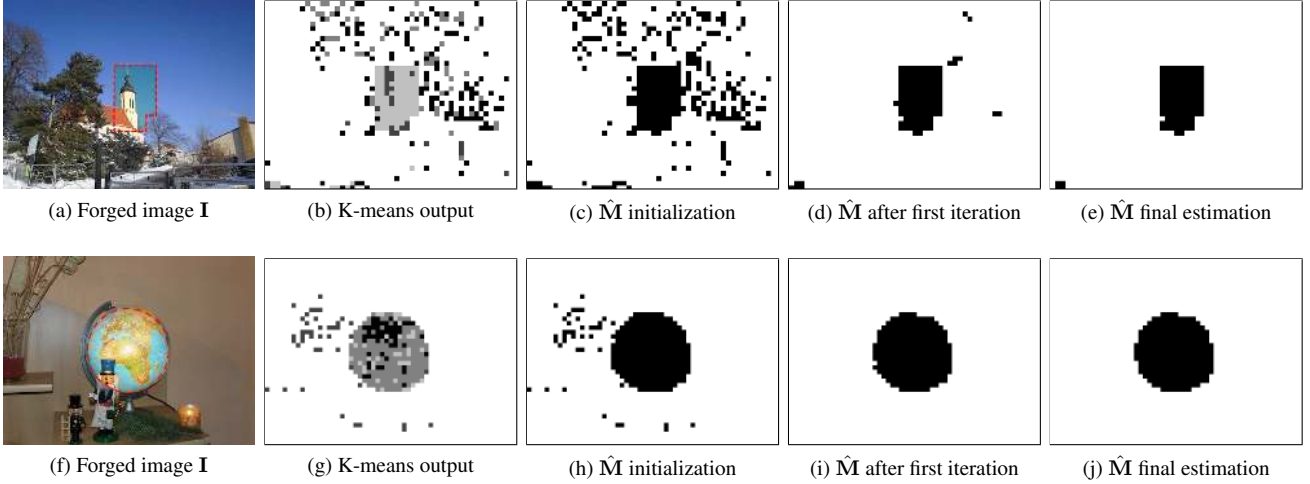 (a) Forged image I
(b) K-means output
(c) M̂ initialization
(d) M̂ after first iteration
(e) M̂ final estimation
(f) Forged image I
(g) K-means output
(h) M̂ initialization
(i) M̂ after first iteration
(j) M̂ final estimation